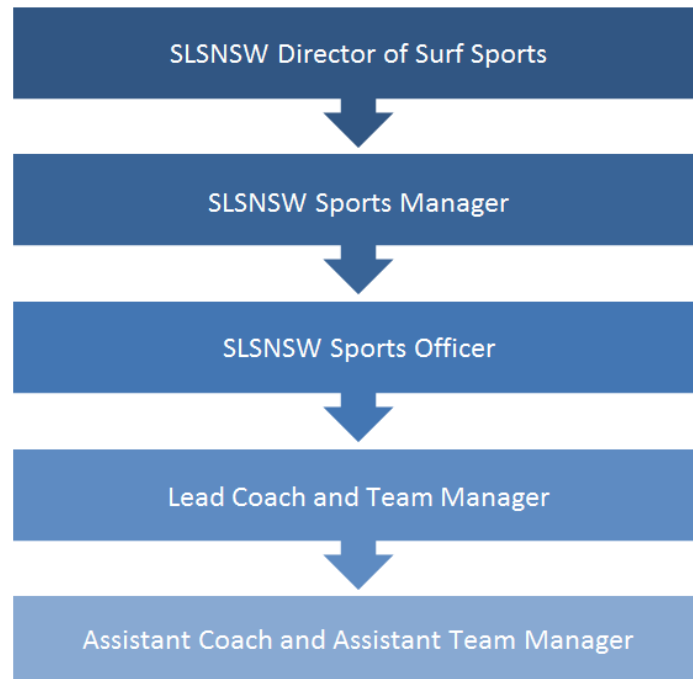 SLSNSW Director of Surf Sports
SLSNSW Sports Manager
SLSNSW Sports Officer
Lead Coach and Team Manager
Assistant Coach and Assistant Team Manager